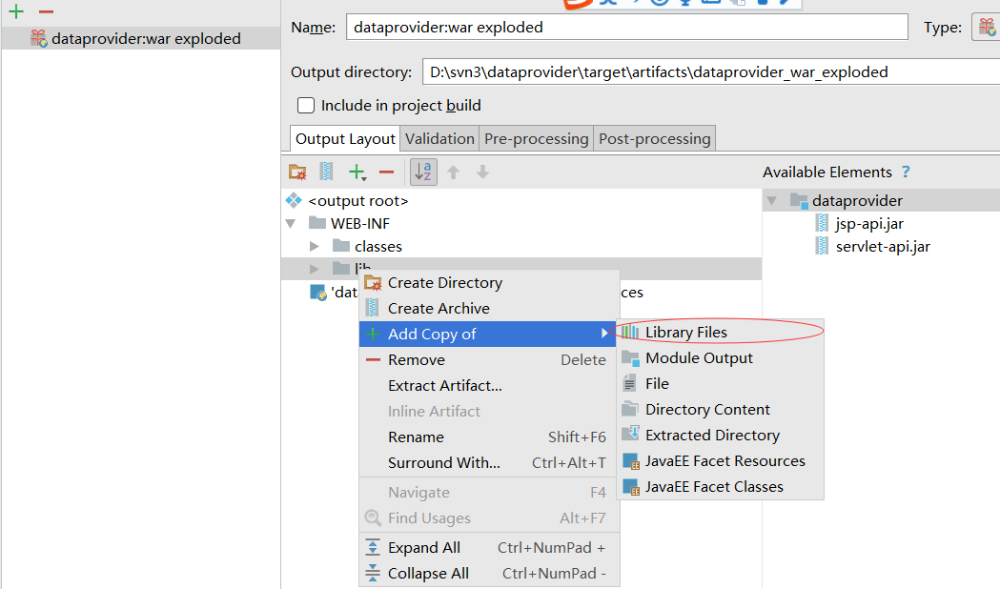 dataprovider:war exploded
Name: dataprovider:war exploded Type:
Output directory: D:\svn3\dataprovider\target\artifacts\dataprovider_war_exploded
Include in project build
Output Layout Validation Pre-processing Post-processing
Available Elements ?
<output root>
WEB-INF
classes
lib
'dat
ces
dataprovider
jsp-api.jar
servlet-api.jar
Create Directory
Create Archive
Add Copy of
Remove Delete
Extract Artifact...
Inline Artifact
Rename Shift+F6
Surround With... Ctrl+Alt+T
Navigate F4
Find Usages Alt+F7
Expand All Ctrl+NumPad +
Collapse All Ctrl+NumPad -
Library Files
Module Output
File
Directory Content
Extracted Directory
JavaEE Facet Resources
JavaEE Facet Classes